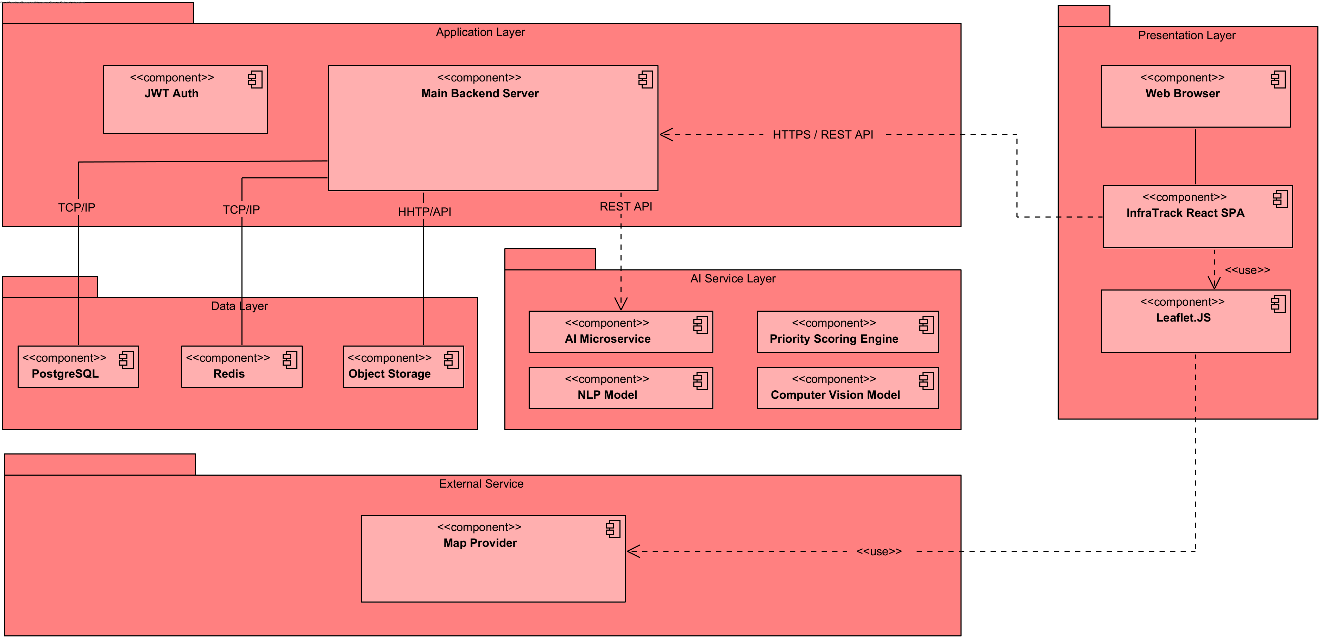 Application Layer
<<component>>
JWT Auth
<<component>>
Main Backend Server
TCP/IP
TCP/IP
HHTP/API
REST API
HTTPS / REST API
Presentation Layer
<<component>>
Web Browser
<<component>>
InfraTrack React SPA
<<use>>
<<component>>
Leaflet.JS
Data Layer
<<component>>
PostgreSQL
<<component>>
Redis
<<component>>
Object Storage
AI Service Layer
<<component>>
AI Microservice
<<component>>
Priority Scoring Engine
<<component>>
NLP Model
<<component>>
Computer Vision Model
External Service
<<component>>
Map Provider
<<use>>